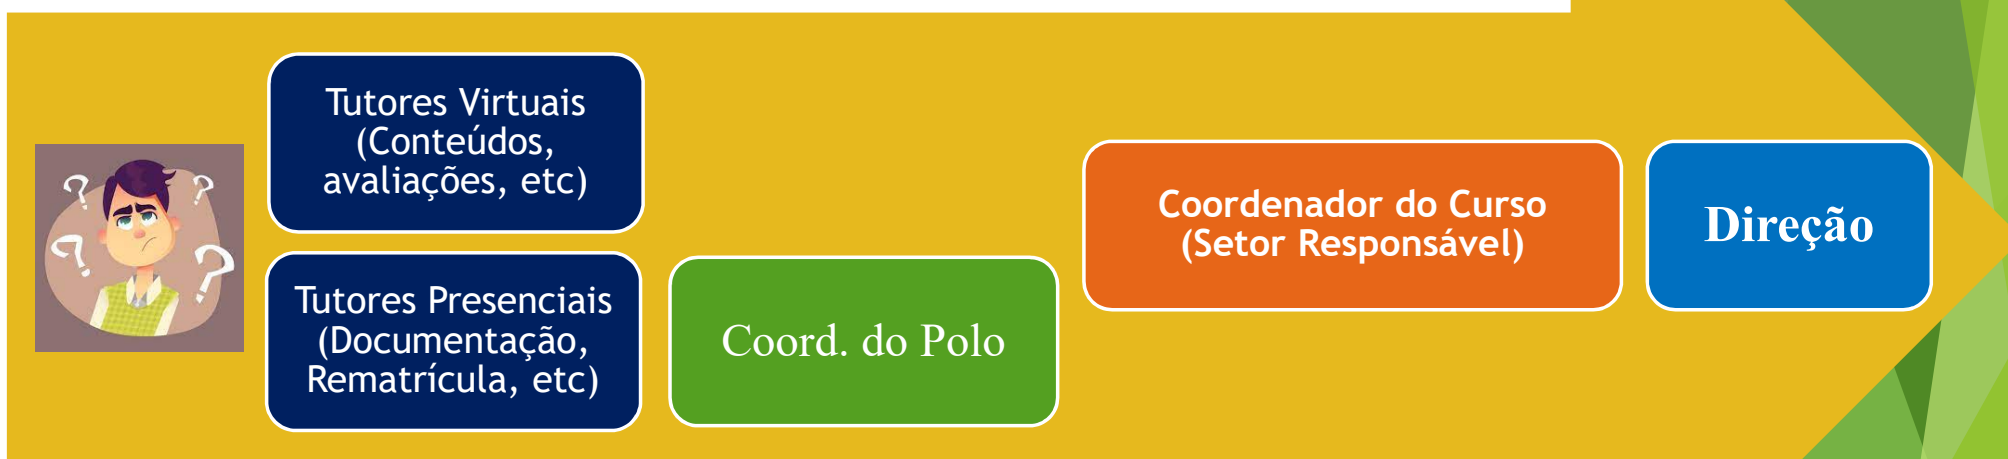 Tutores Virtuais
(Conteúdos,
avaliações, etc)
Tutores Presenciais
(Documentação,
Rematrícula, etc)
Coord. do Polo
Coordenador do Curso
(Setor Responsável)
Direção